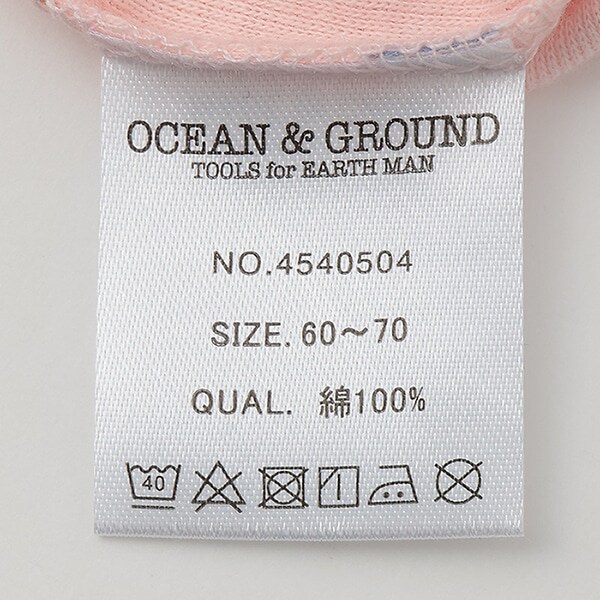 OCEAN & GROUND
TOOLS for EARTH MAN
NO.4540504
SIZE. 60～70
QUAL. 綿100%
40